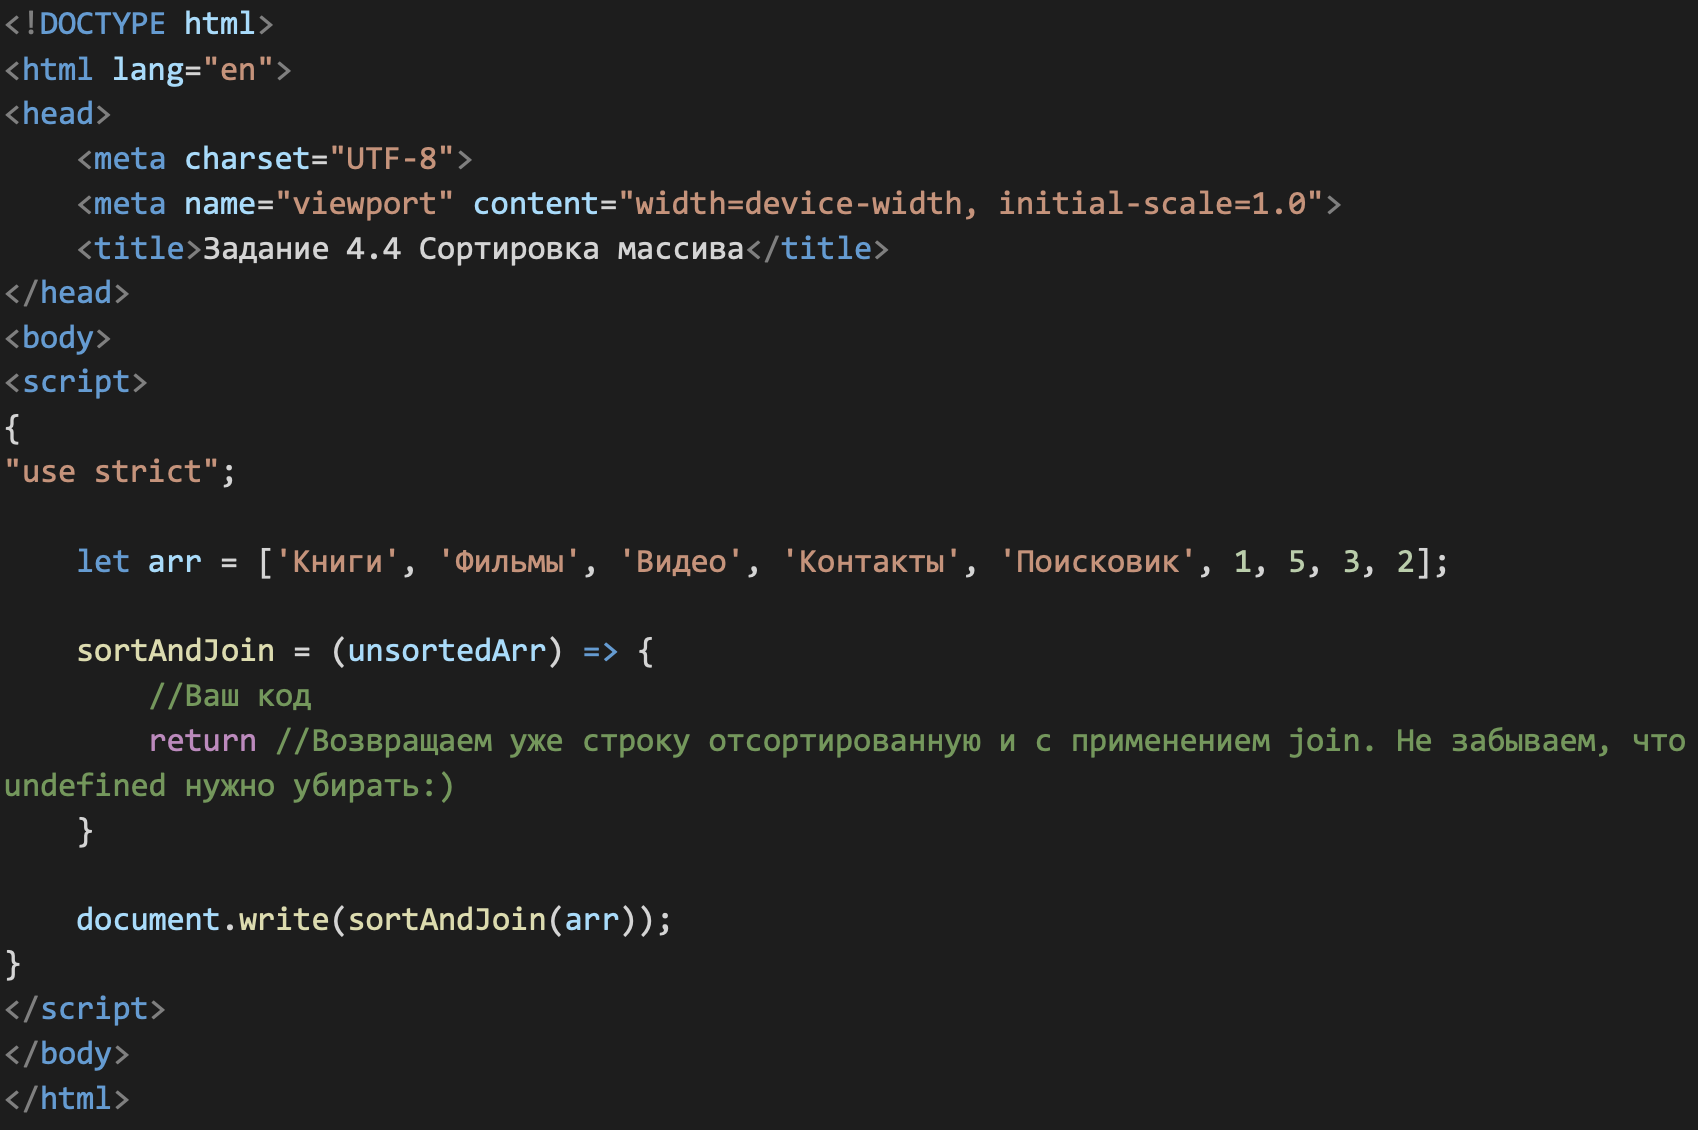 <!DOCTYPE html>
<html lang="en">
<head>
    <meta charset="UTF-8">
    <meta name="viewport" content="width=device-width, initial-scale=1.0">
    <title>Задание 4.4 Сортировка массива</title>
</head>
<body>
<script>
{
"use strict";

    let arr = ['Книги', 'Фильмы', 'Видео', 'Контакты', 'Поисковик', 1, 5, 3, 2];

    sortAndJoin = (unsortedArr) => {
        //Ваш код
        return //Возвращаем уже строку отсортированную и с применением join. Не забываем, что
undefined нужно убирать:)
    }

    document.write(sortAndJoin(arr));
}
</script>
</body>
</html>